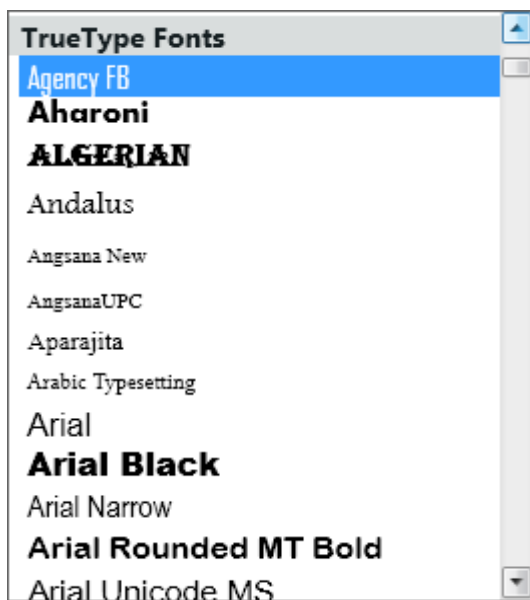 TrueType Fonts
Agency FB
Aharoni
ALGERIAN
Andalus
Angsana New
AngsanaUPC
Aparajita
Arabic Typesetting
Arial
Arial Black
Arial Narrow
Arial Rounded MT Bold
Arial Unicode MS